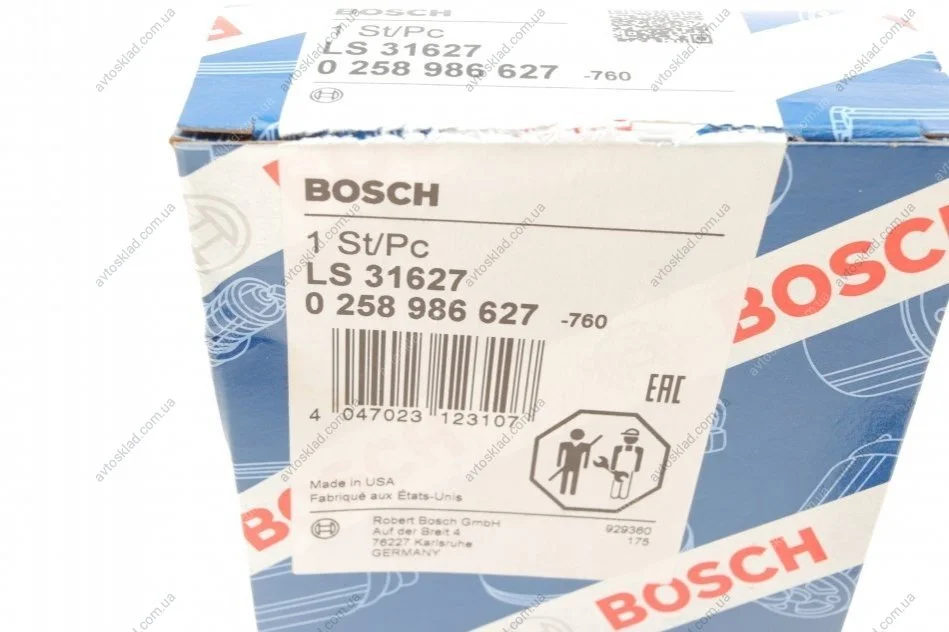 BOSCH
1 St/Pc
LS 31627
0 258 986 627 -760
BOSCH
1 St/Pc
LS 31627
0 258 986 627 -760
4 047023 123107
EAC
Made in USA
Fabriqué aux États-Unis
Robert Bosch GmbH
Auf der Breit 4
76227 Karlsruhe
GERMANY
929360
175
BOSCH
BOSCH
avtosklad.com.ua